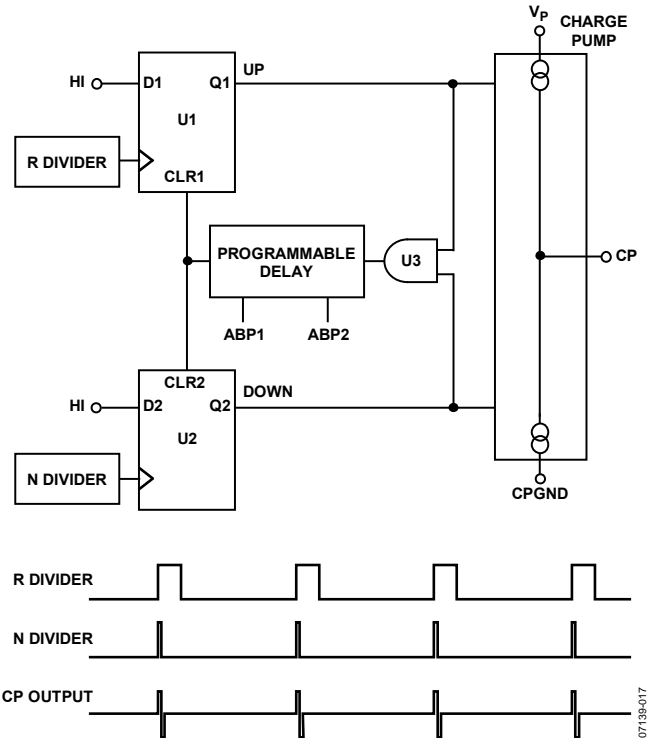 V_P
CHARGE
PUMP
HI
D1
Q1
UP
U1
R DIVIDER
CLR1
PROGRAMMABLE
DELAY
U3
CP
ABP1
ABP2
CLR2
HI
D2
Q2
DOWN
U2
N DIVIDER
CPGND
R DIVIDER
N DIVIDER
CP OUTPUT
07139-017